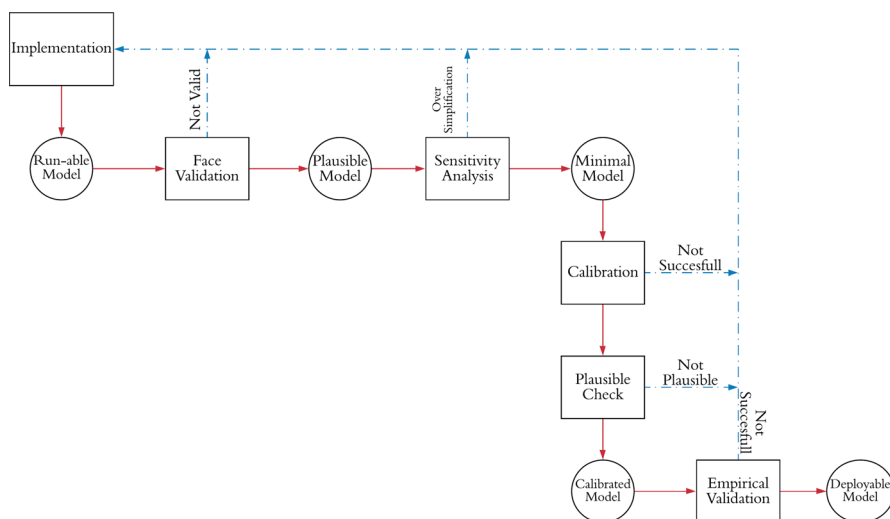 Implementation
Not Valid
Over
Simplification
Run-able
Model
Face
Validation
Plausible
Model
Sensitivity
Analysis
Minimal
Model
Calibration
Not
Succesfull
Plausible
Check
Not
Plausible
Not
Succesfull
Calibrated
Model
Empirical
Validation
Deployable
Model